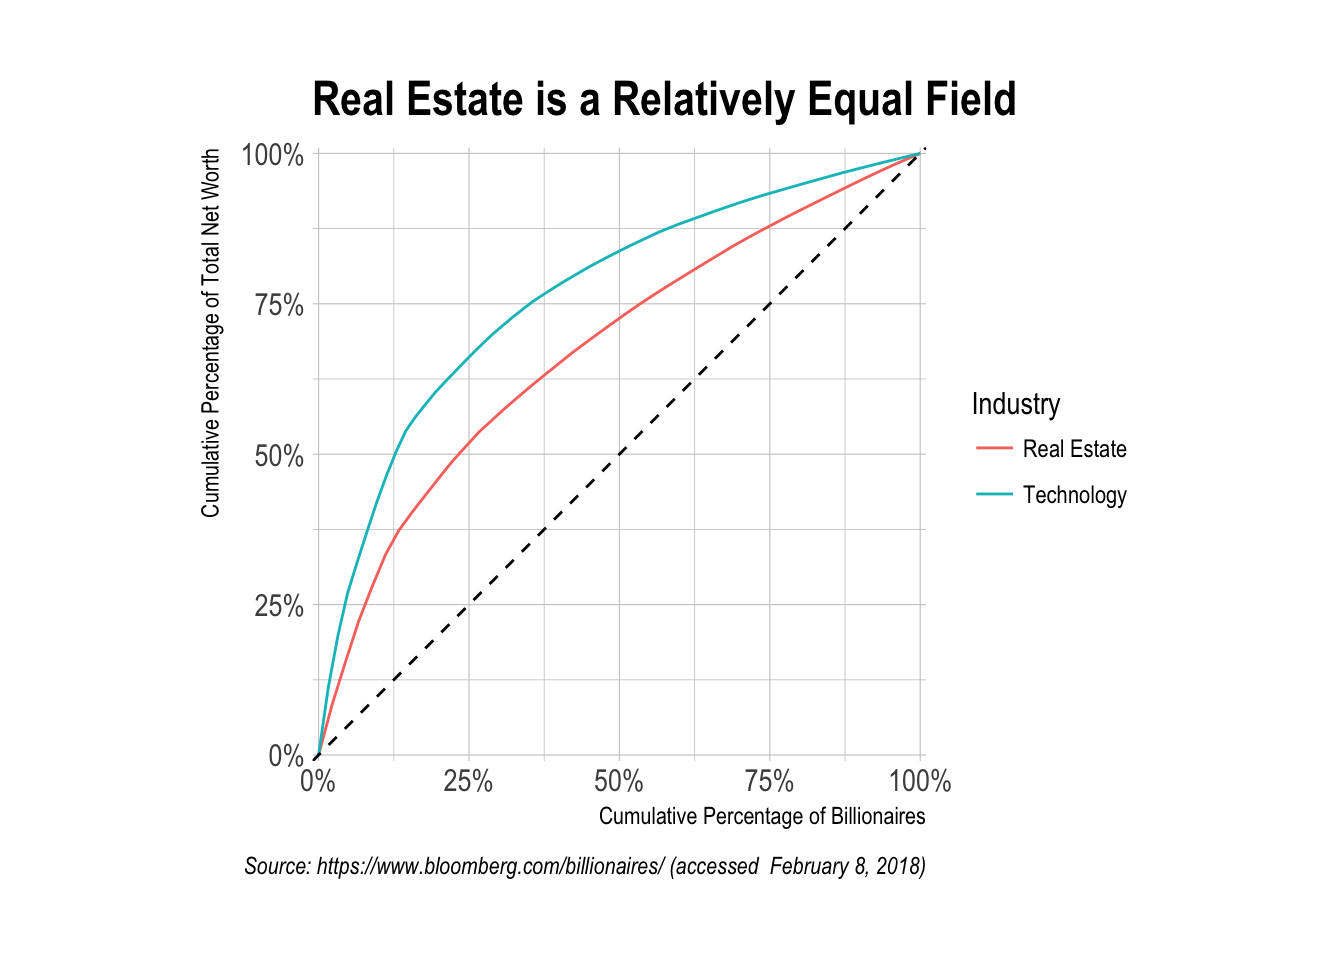 Real Estate is a Relatively Equal Field
Cumulative Percentage of Total Net Worth
100%
75%
50%
25%
0%
0%
25%
50%
75%
100%
Cumulative Percentage of Billionaires
Industry
Real Estate
Technology
Source: https://www.bloomberg.com/billionaires/ (accessed  February 8, 2018)